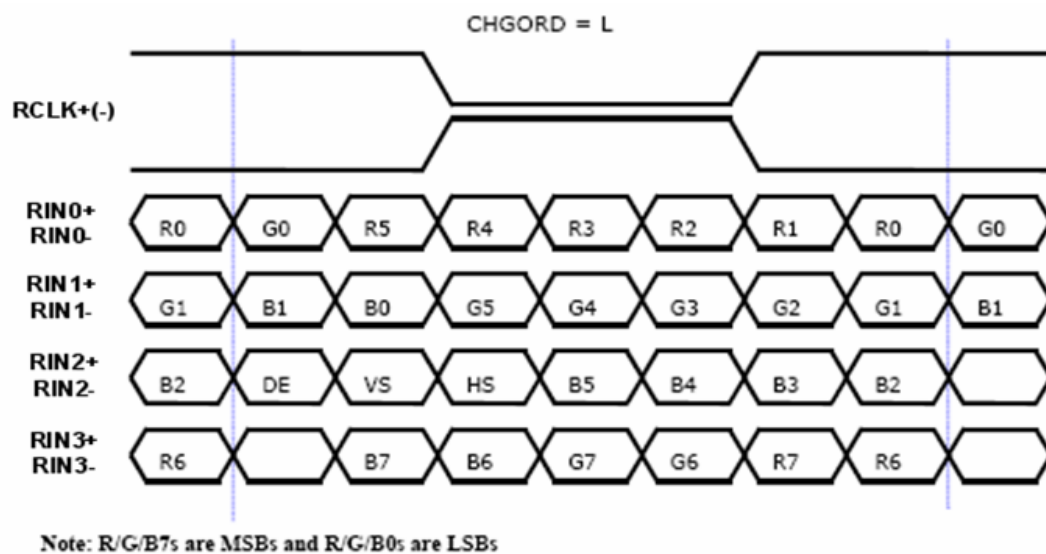 CHGORD = L
RCLK+(-)
RIN0+
RIN0-
R0 G0 R5 R4 R3 R2 R1 R0 G0
RIN1+
RIN1-
G1 B1 B0 G5 G4 G3 G2 G1 B1
RIN2+
RIN2-
B2 DE VS HS B5 B4 B3 B2
RIN3+
RIN3-
R6 B7 B6 G7 G6 R7 R6
Note: R/G/B7s are MSBs and R/G/B0s are LSBs